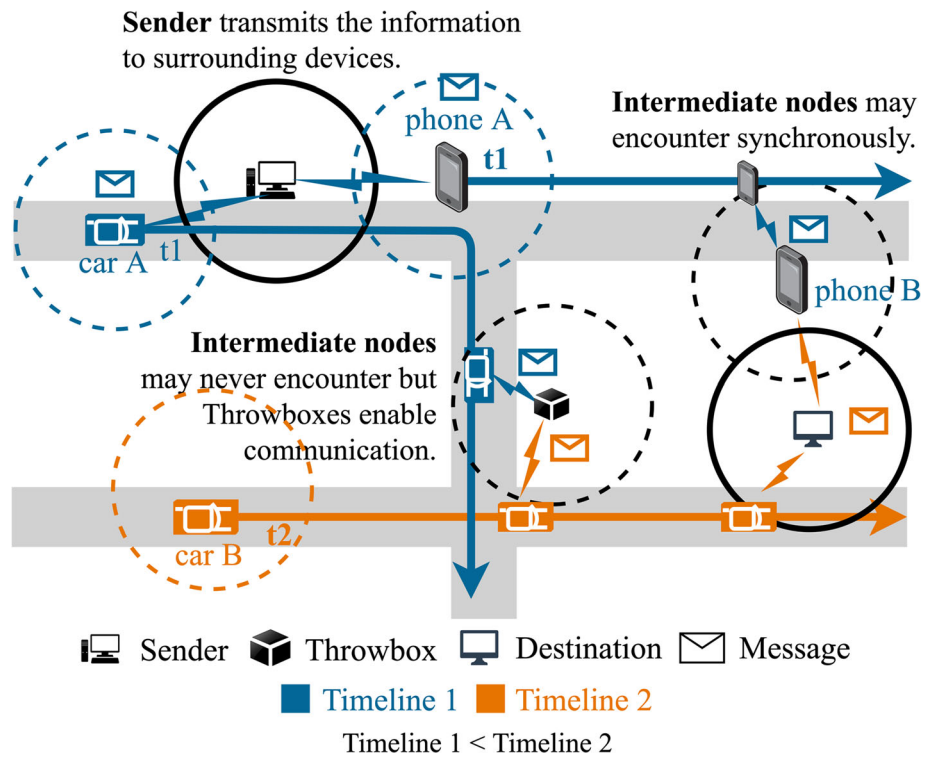 Sender transmits the information
to surrounding devices.
phone A
t1
Intermediate nodes may
encounter synchronously.
t1
car A
phone B
Intermediate nodes
may never encounter but
Throwboxes enable
communication.
t2
car B
Sender Throwbox Destination Message
Timeline 1 Timeline 2
Timeline 1 < Timeline 2